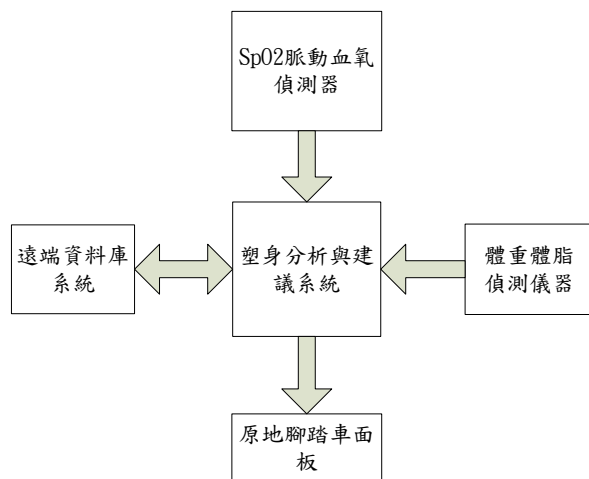 SpO2脈動血氧
偵測器
遠端資料庫
系統
塑身分析與建
議系統
體重體脂
偵測儀器
原地腳踏車面
板